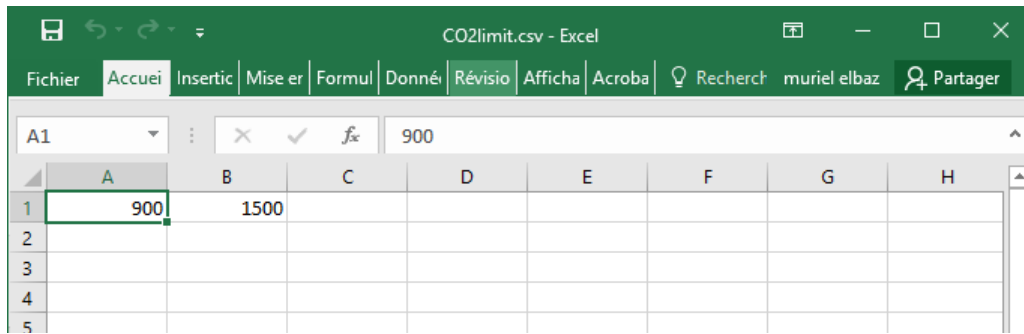 CO2limit.csv - Excel
Fichier Accuei Insertic Mise er Formul Donné Révisio Afficha Acroba Recherch muriel elbaz Partager
A1 fx 900
A B C D E F G H
1 900 1500
2
3
4
5